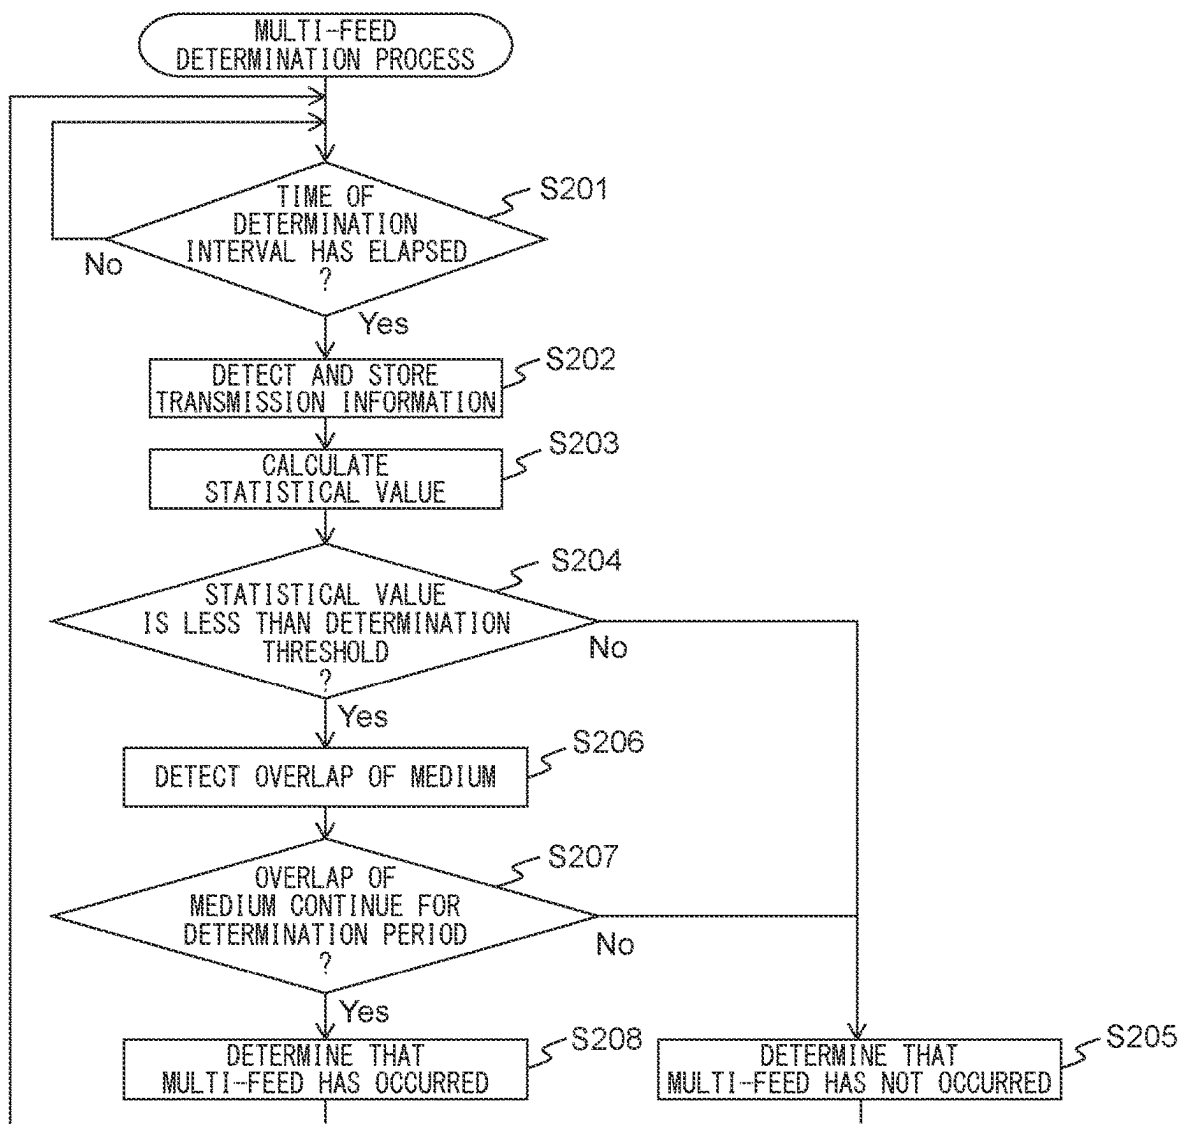 MULTI-FEED
DETERMINATION PROCESS
S201
TIME OF
DETERMINATION
INTERVAL HAS ELAPSED
?
No
Yes
S202
DETECT AND STORE
TRANSMISSION INFORMATION
S203
CALCULATE
STATISTICAL VALUE
S204
STATISTICAL VALUE
IS LESS THAN DETERMINATION
THRESHOLD
?
No
Yes
S206
DETECT OVERLAP OF MEDIUM
S207
OVERLAP OF
MEDIUM CONTINUE FOR
DETERMINATION PERIOD
?
No
Yes
S208
DETERMINE THAT
MULTI-FEED HAS OCCURRED
S205
DETERMINE THAT
MULTI-FEED HAS NOT OCCURRED